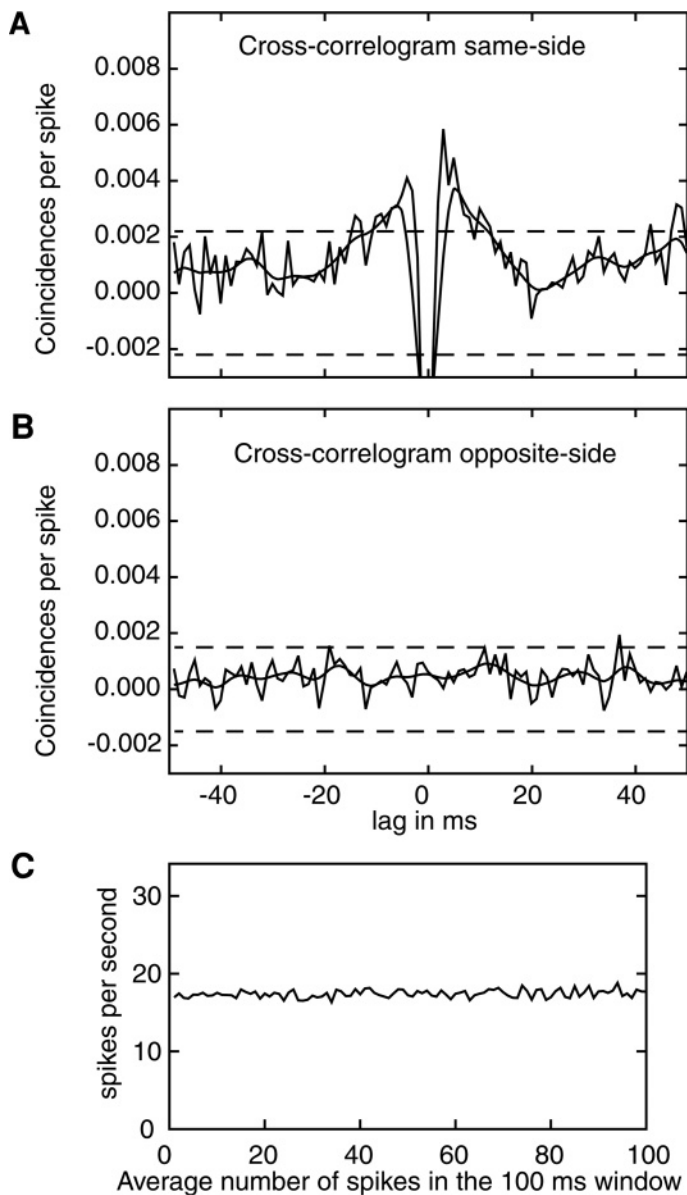 A
Cross-correlogram same-side
Coincidences per spike
0.008
0.006
0.004
0.002
0.000
-0.002
B
Cross-correlogram opposite-side
Coincidences per spike
0.008
0.006
0.004
0.002
0.000
-0.002
-40 -20 0 20 40
lag in ms
C
spikes per second
30
20
10
0
0 20 40 60 80 100
Average number of spikes in the 100 ms window